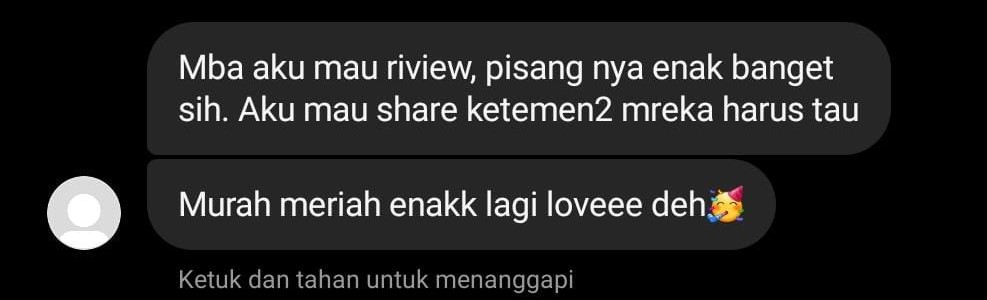 Mba aku mau riview, pisang nya enak banget
sih. Aku mau share ketemen2 mreka harus tau
Murah meriah enakk lagi loveee deh🥳
Ketuk dan tahan untuk menanggapi